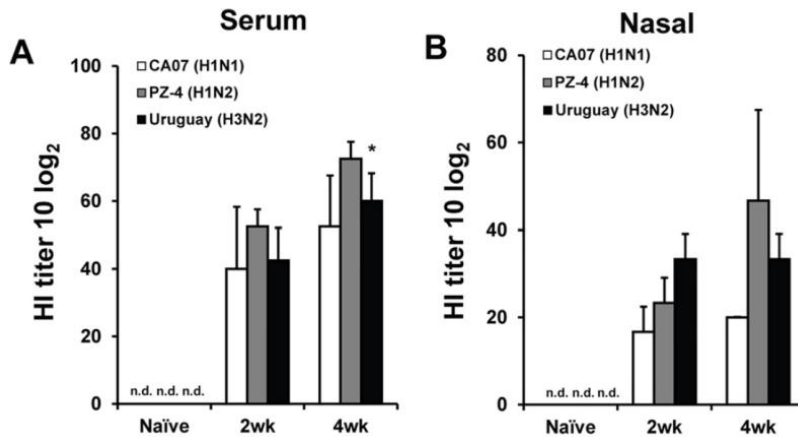 Serum
A
HI titer 10 log2
100
80
60
40
20
0
CA07 (H1N1)
PZ-4 (H1N2)
Uruguay (H3N2)
*
n.d. n.d. n.d.
Naïve 2wk 4wk
Nasal
B
HI titer 10 log2
80
60
40
20
0
CA07 (H1N1)
PZ-4 (H1N2)
Uruguay (H3N2)
n.d. n.d. n.d.
Naïve 2wk 4wk